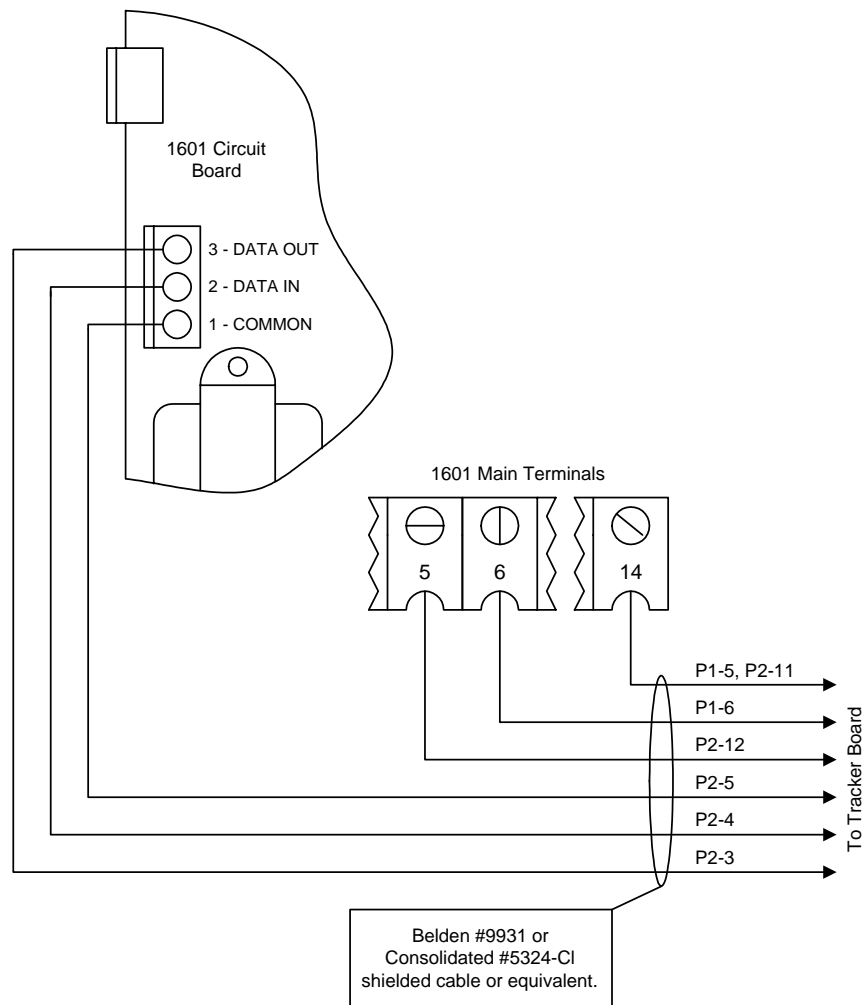 1601 Circuit
Board
3 - DATA OUT
2 - DATA IN
1 - COMMON
1601 Main Terminals
5
6
14
P1-5, P2-11
P1-6
P2-12
P2-5
P2-4
P2-3
To Tracker Board
Belden #9931 or
Consolidated #5324-Cl
shielded cable or equivalent.